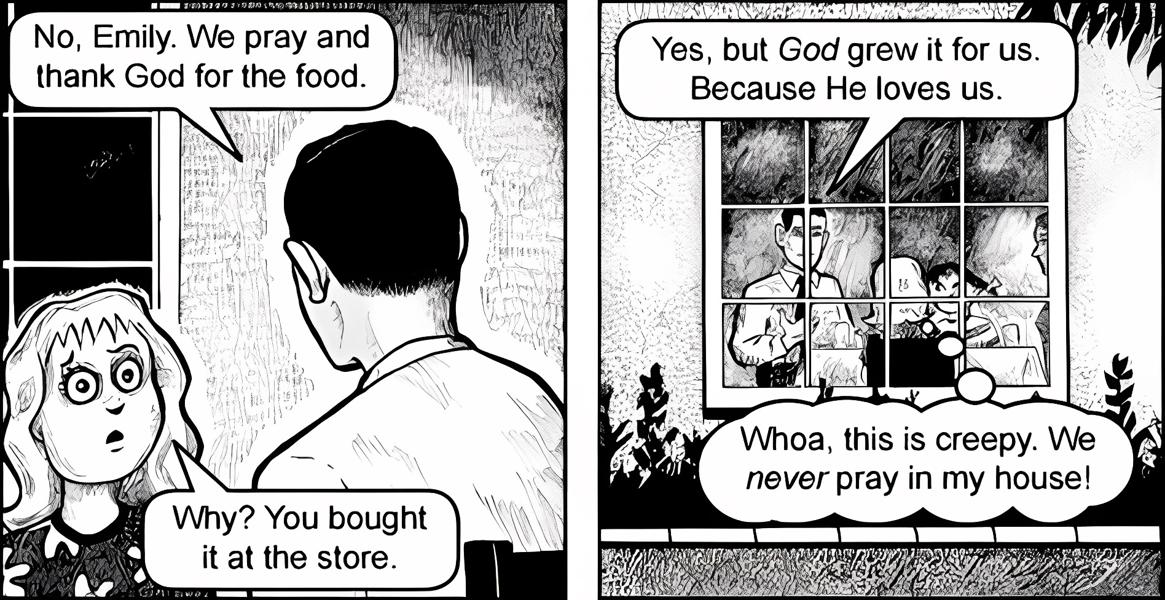 No, Emily. We pray and
thank God for the food.
Why? You bought
it at the store.
Yes, but God grew it for us.
Because He loves us.
Whoa, this is creepy. We
never pray in my house!